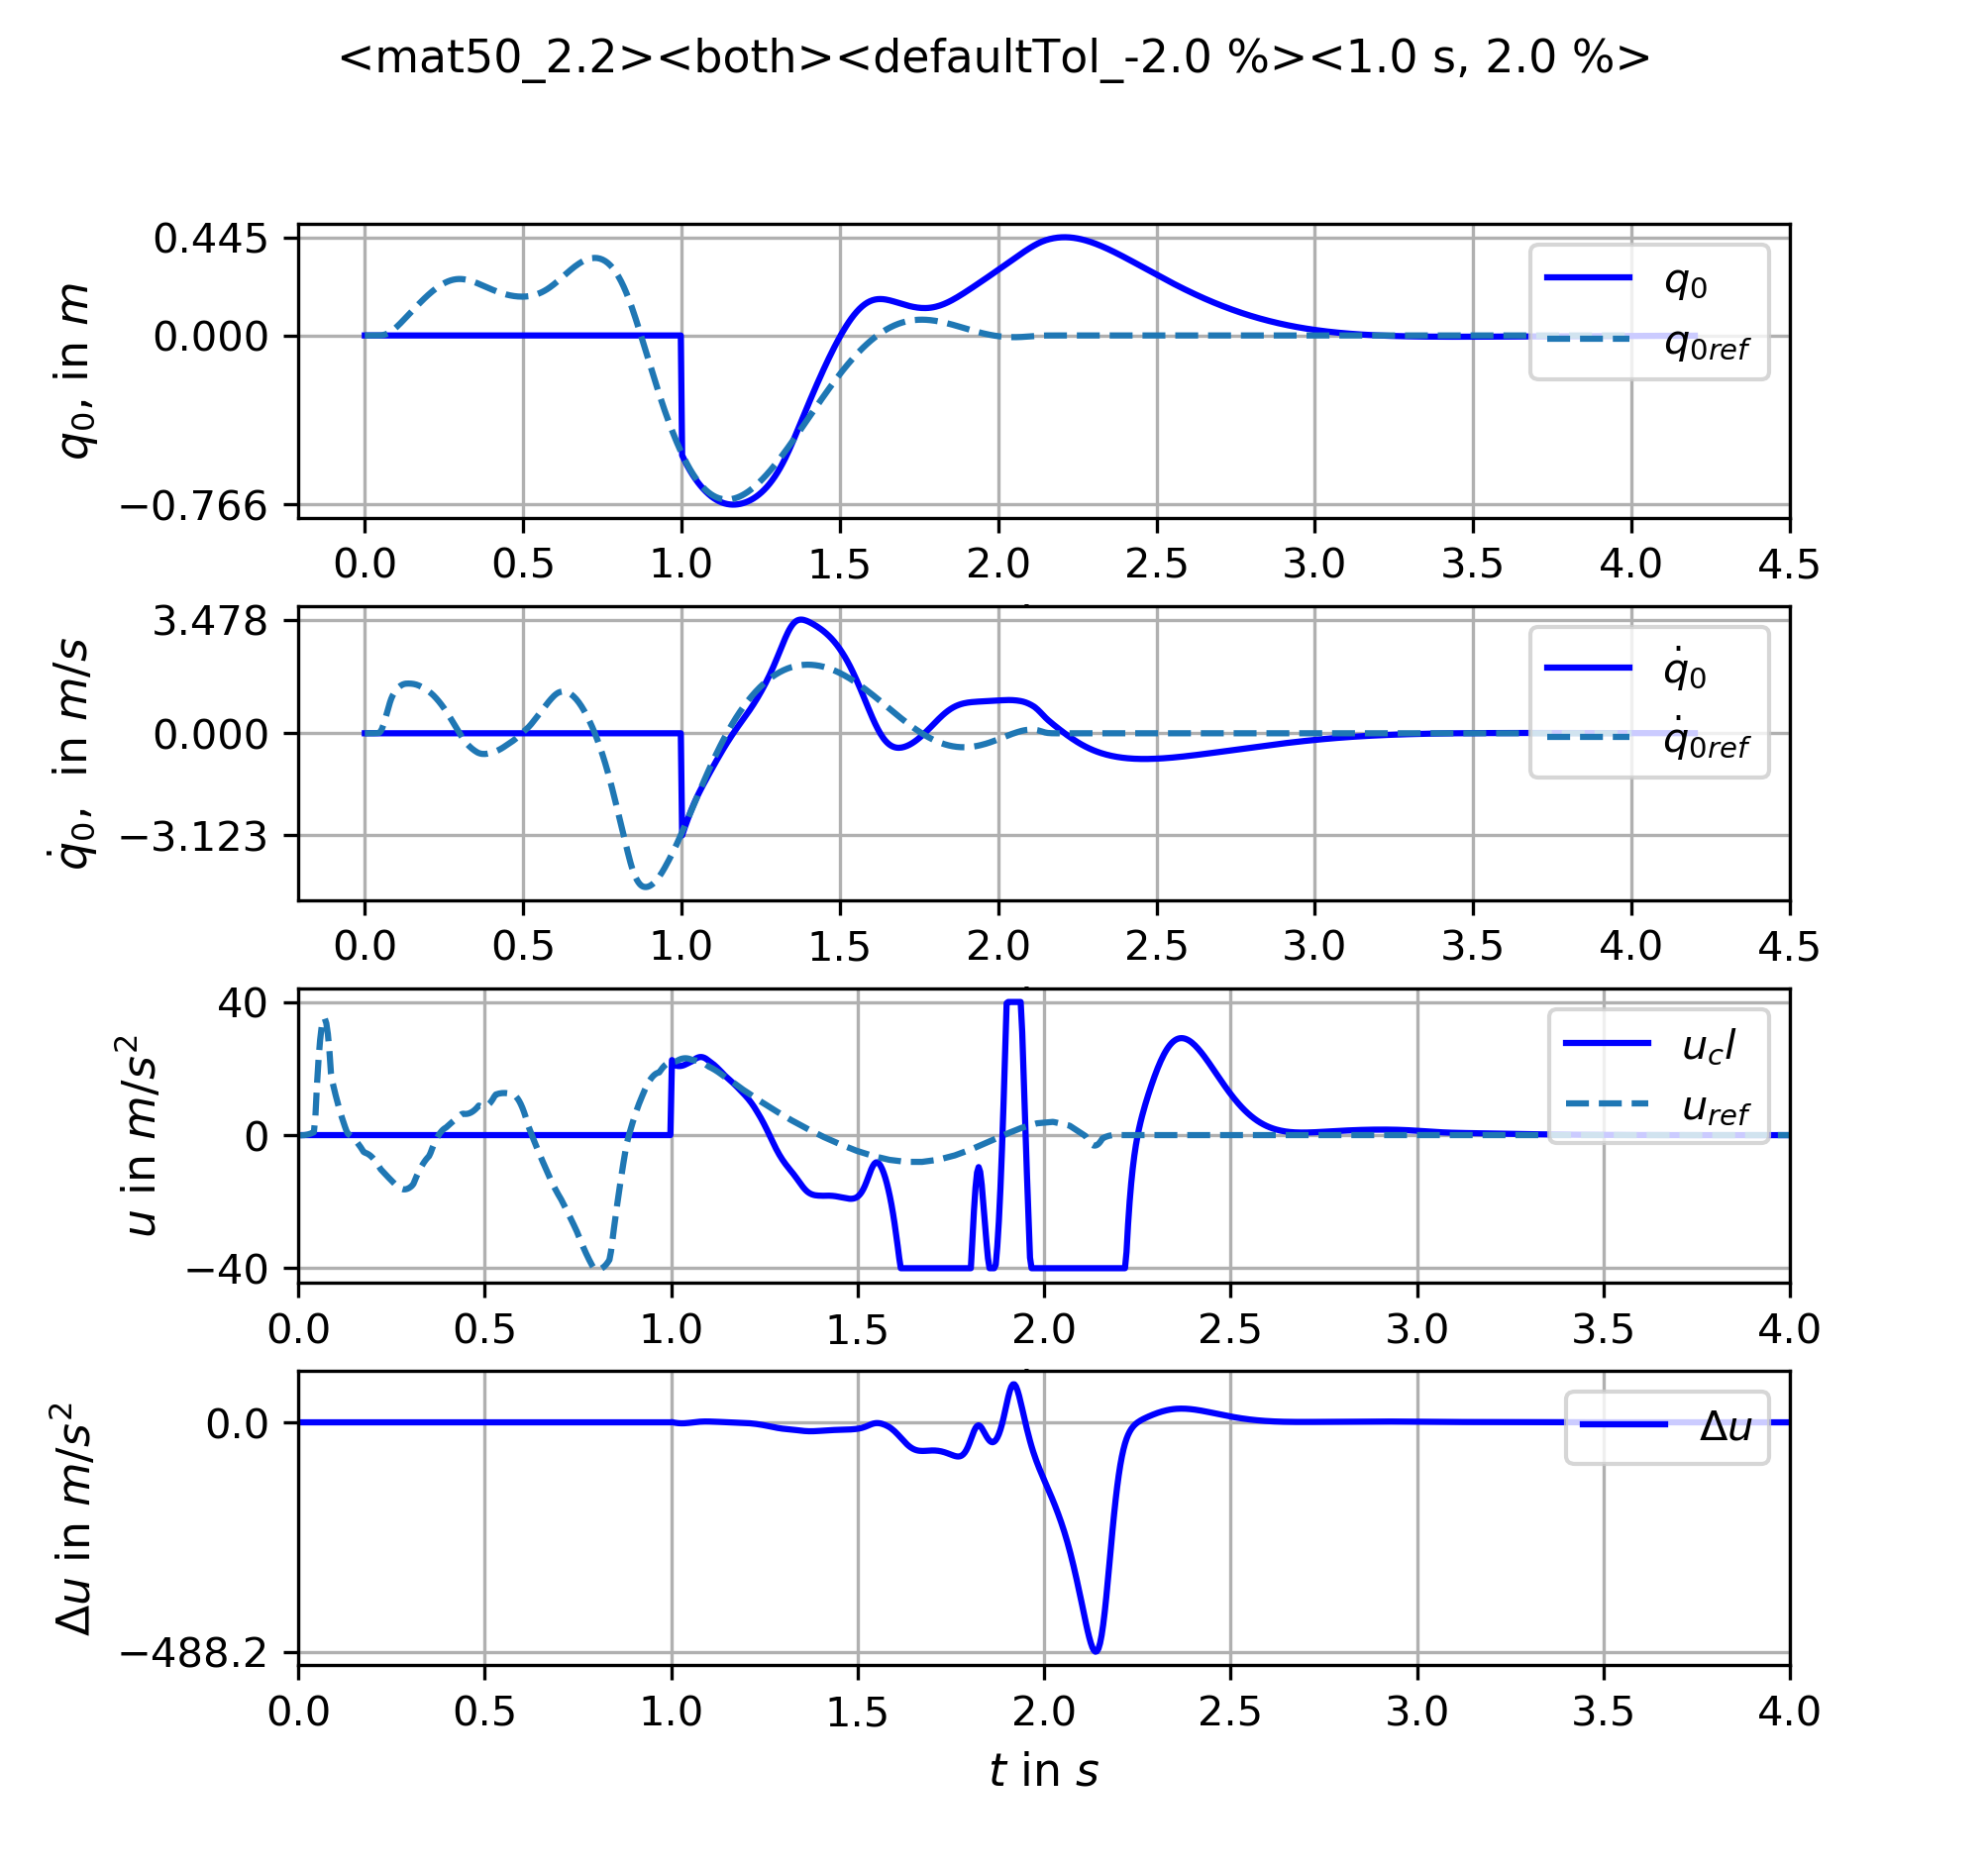 <mat50_2.2><both><defaultTol_-2.0 %><1.0 s, 2.0 %>
q₀, in m
0.445
0.000
−0.766
0.0 0.5 1.0 1.5 2.0 2.5 3.0 3.5 4.0 4.5
q₀
q₀ref
q̇₀, in m/s
3.478
0.000
−3.123
0.0 0.5 1.0 1.5 2.0 2.5 3.0 3.5 4.0 4.5
q̇₀
q̇₀ref
u in m/s²
40
0
−40
0.0 0.5 1.0 1.5 2.0 2.5 3.0 3.5 4.0
u_cl
u_ref
Δu in m/s²
0.0
−488.2
0.0 0.5 1.0 1.5 2.0 2.5 3.0 3.5 4.0
Δu
t in s